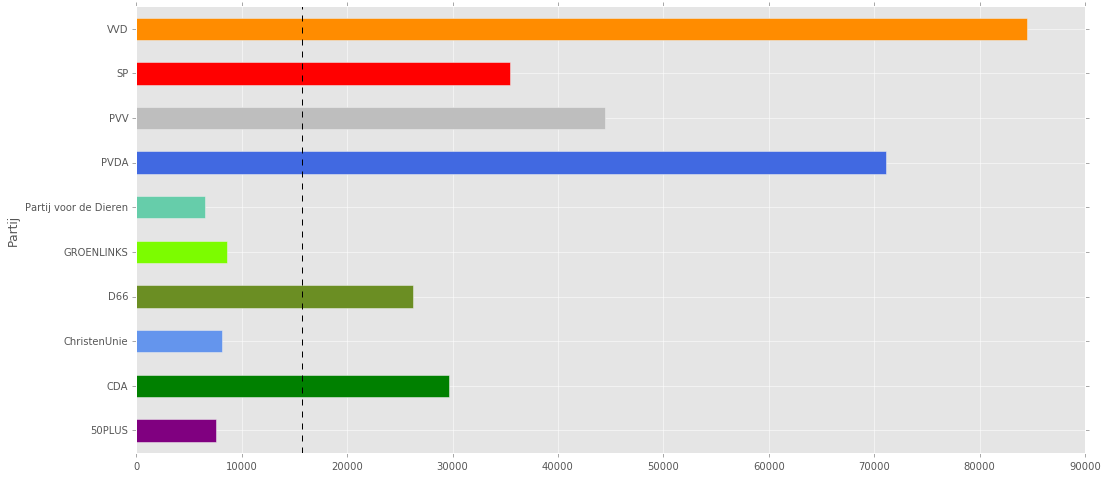 VVD
SP
PVV
PVDA
Partij voor de Dieren
GROENLINKS
D66
ChristenUnie
CDA
50PLUS
Partij
0 10000 20000 30000 40000 50000 60000 70000 80000 90000